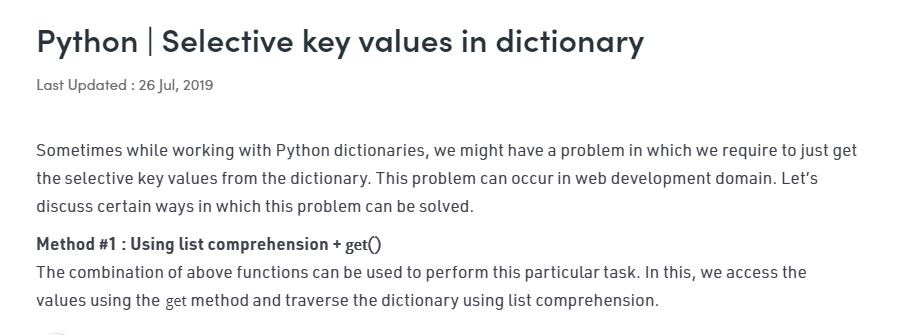 Python | Selective key values in dictionary
Last Updated : 26 Jul, 2019
Sometimes while working with Python dictionaries, we might have a problem in which we require to just get
the selective key values from the dictionary. This problem can occur in web development domain. Let's
discuss certain ways in which this problem can be solved.
Method #1 : Using list comprehension + get()
The combination of above functions can be used to perform this particular task. In this, we access the
values using the get method and traverse the dictionary using list comprehension.